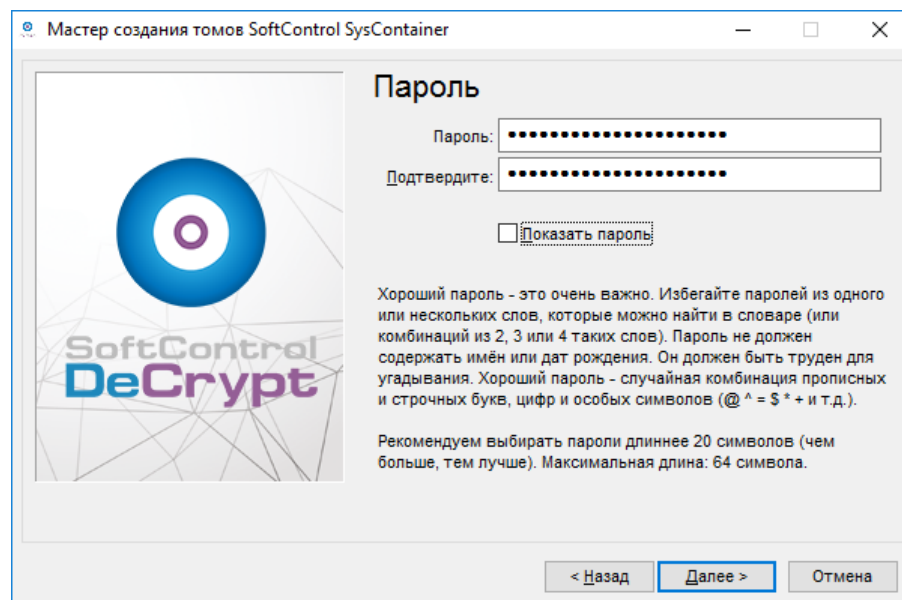 Мастер создания томов SoftControl SysContainer
SoftControl
DeCrypt
Пароль
Пароль: •••••••••••••••••••••
Подтвердите: •••••••••••••••••••••
Показать пароль
Хороший пароль - это очень важно. Избегайте паролей из одного
или нескольких слов, которые можно найти в словаре (или
комбинаций из 2, 3 или 4 таких слов). Пароль не должен
содержать имён или дат рождения. Он должен быть труден для
угадывания. Хороший пароль - случайная комбинация прописных
и строчных букв, цифр и особых символов (@ ^ = $ * + и т.д.).
Рекомендуем выбирать пароли длиннее 20 символов (чем
больше, тем лучше). Максимальная длина: 64 символа.
< Назад
Далее >
Отмена